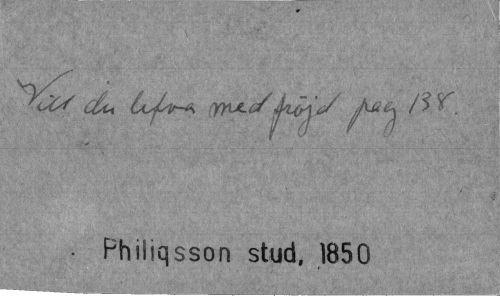 Vill du lefva med fröjd pag 138.
Philiqsson stud, 1850